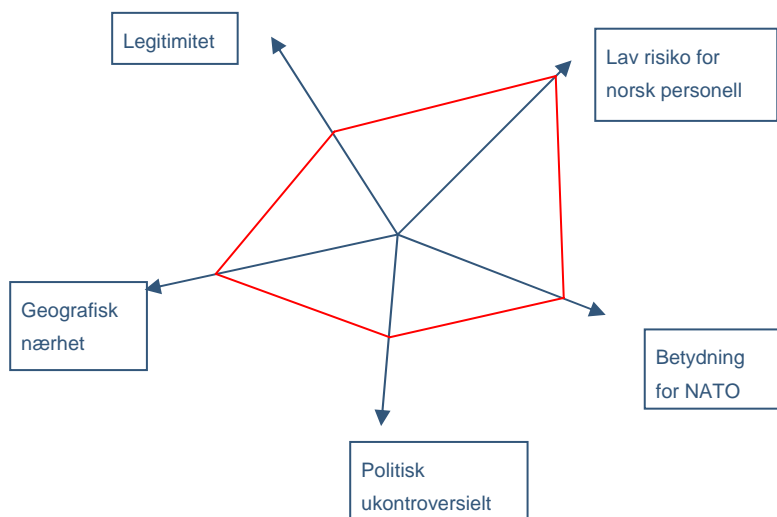 Legitimitet
Lav risiko for
norsk personell
Geografisk
nærhet
Betydning
for NATO
Politisk
ukontroversielt